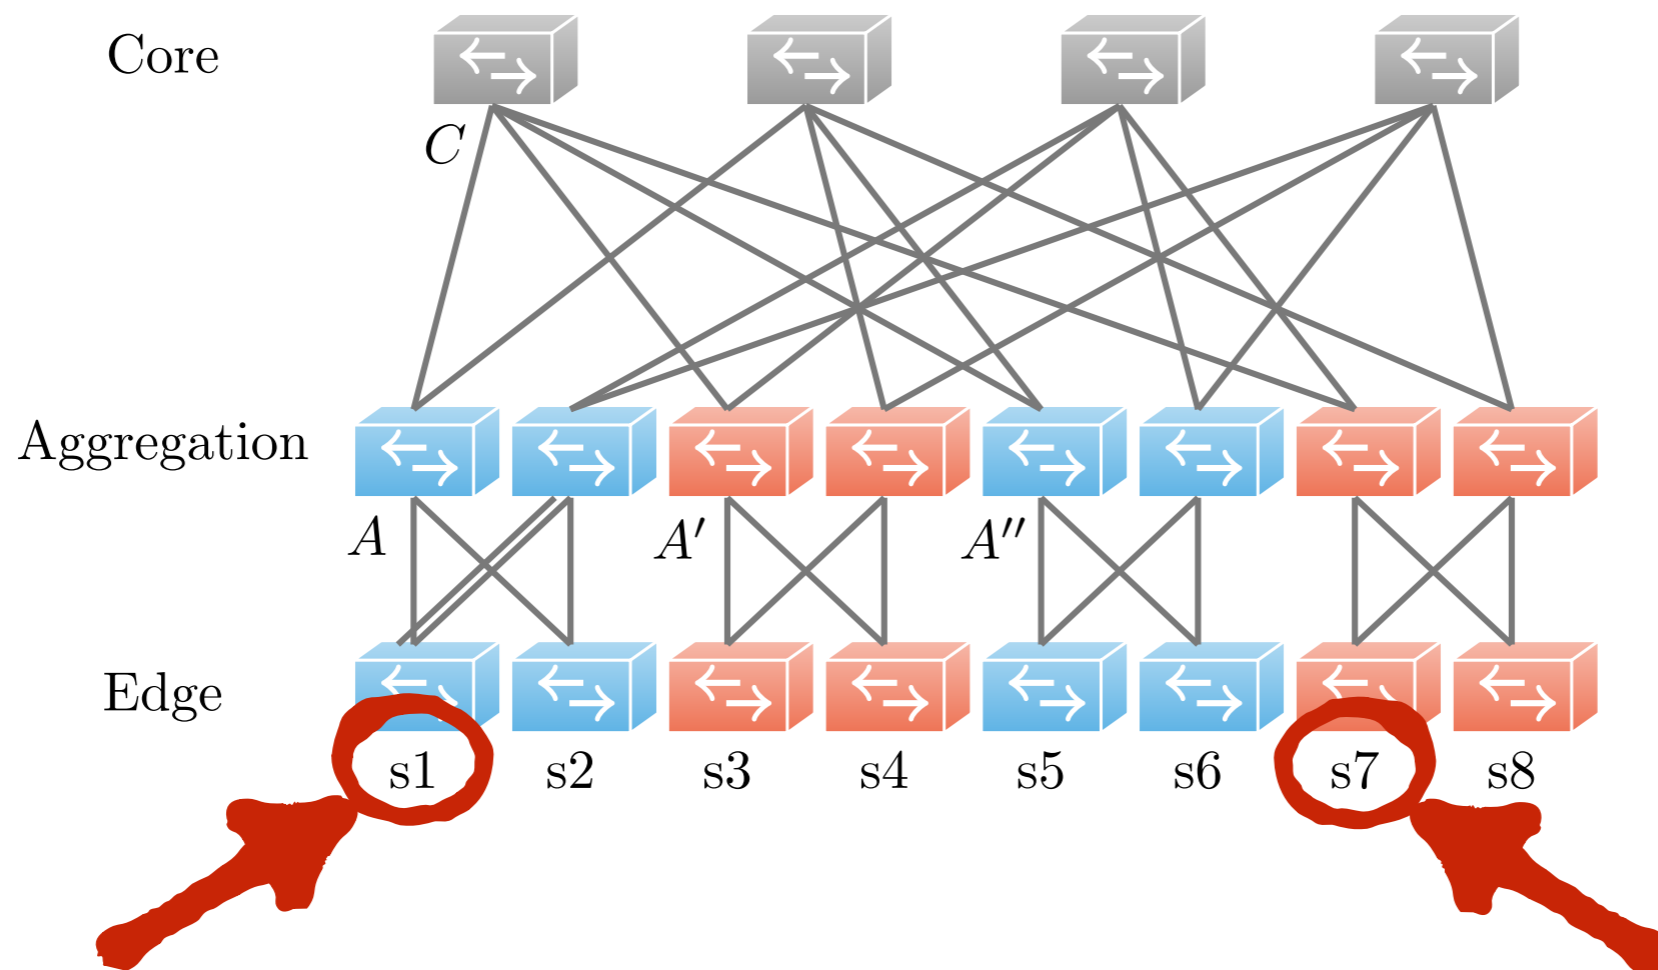 Core
C
Aggregation
A A′ A″
Edge
s1 s2 s3 s4 s5 s6 s7 s8